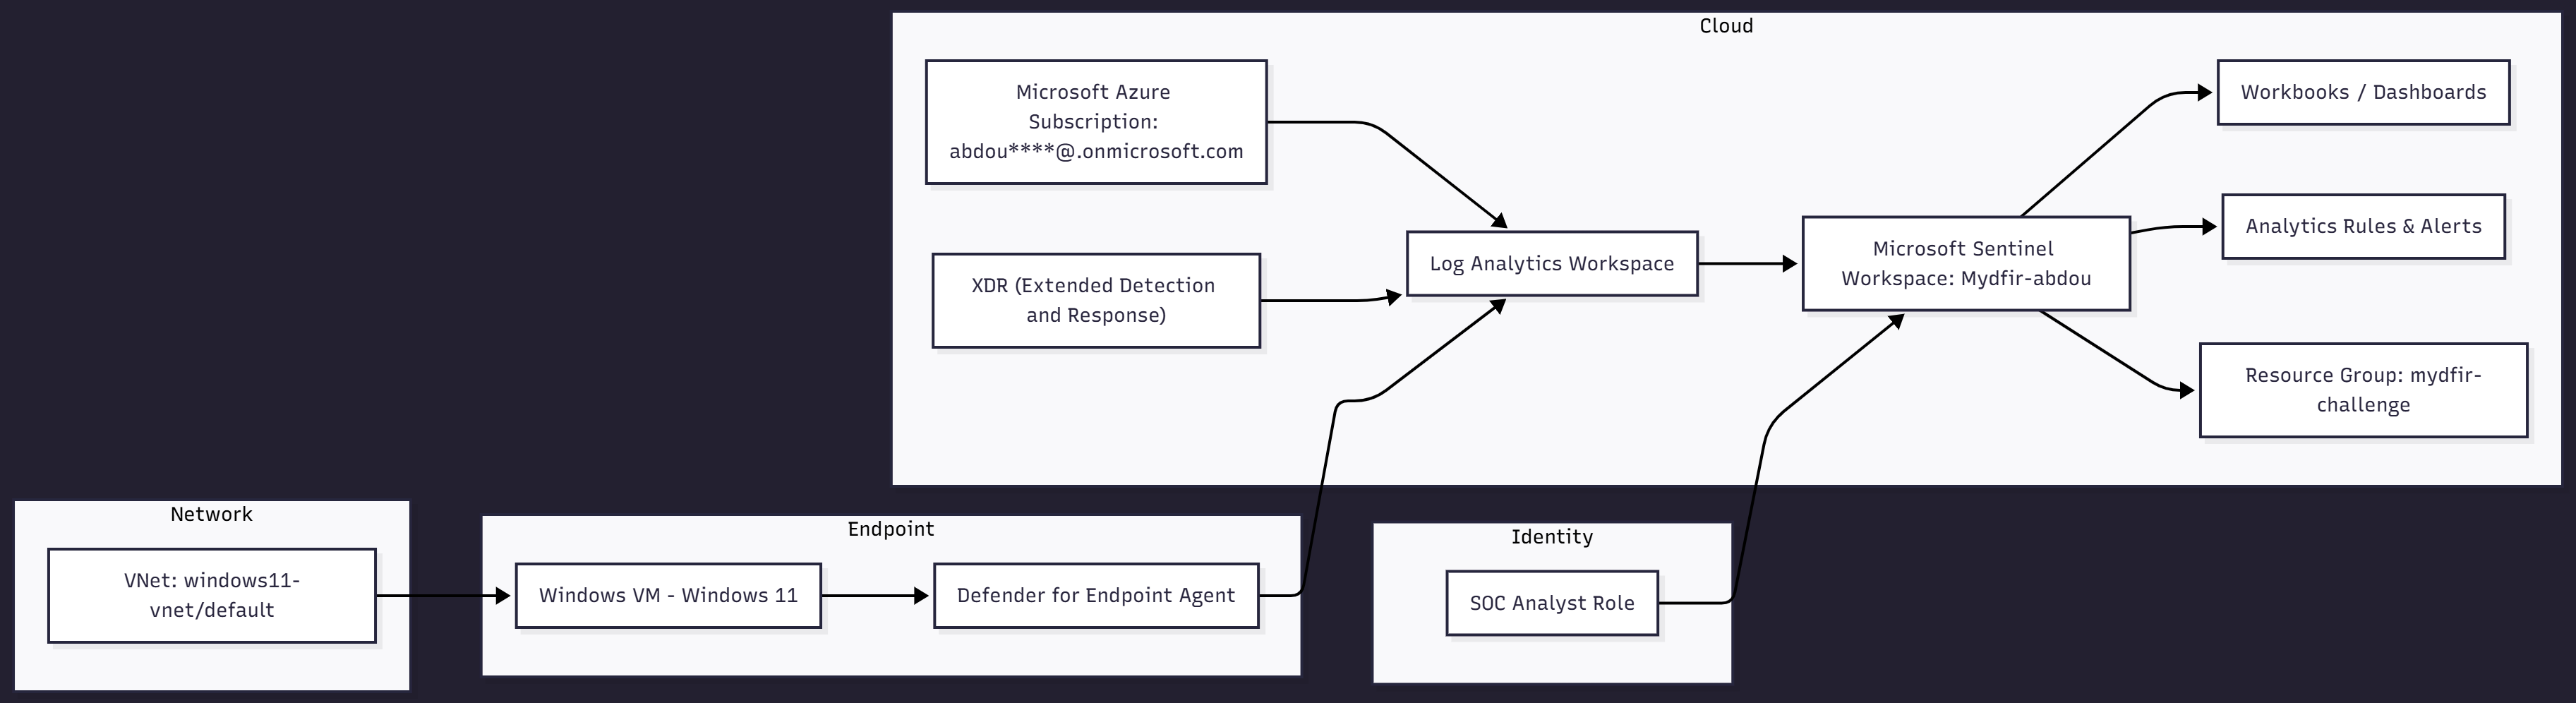 Cloud
Microsoft Azure
Subscription:
abdou****@.onmicrosoft.com
XDR (Extended Detection
and Response)
Log Analytics Workspace
Microsoft Sentinel
Workspace: Mydfir-abdou
Workbooks / Dashboards
Analytics Rules & Alerts
Resource Group: mydfir-
challenge
Network
VNet: windows11-
vnet/default
Endpoint
Windows VM - Windows 11
Defender for Endpoint Agent
Identity
SOC Analyst Role